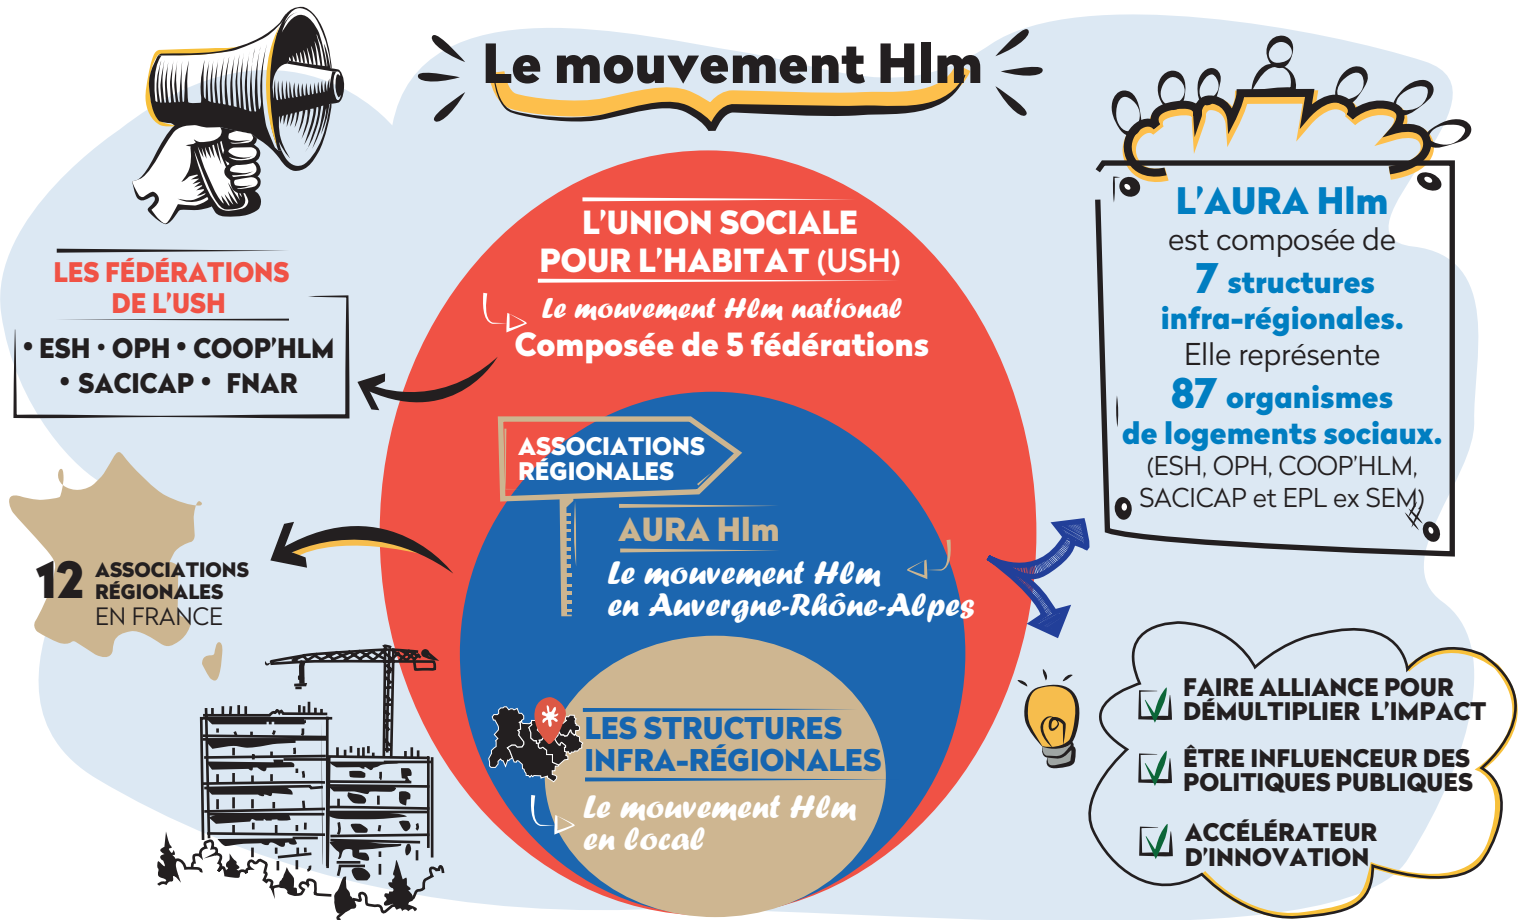 Le mouvement Hlm
L'UNION SOCIALE
POUR L'HABITAT (USH)
Le mouvement Hlm national
Composée de 5 fédérations
LES FÉDÉRATIONS
DE L'USH
• ESH • OPH • COOP'HLM
• SACICAP • FNAR
ASSOCIATIONS
RÉGIONALES
AURA Hlm
Le mouvement Hlm
en Auvergne-Rhône-Alpes
12 ASSOCIATIONS
RÉGIONALES
EN FRANCE
LES STRUCTURES
INFRA-RÉGIONALES
Le mouvement Hlm
en local
L'AURA Hlm
est composée de
7 structures
infra-régionales.
Elle représente
87 organismes
de logements sociaux.
(ESH, OPH, COOP'HLM,
SACICAP et EPL ex SEM)
FAIRE ALLIANCE POUR
DÉMULTIPLIER L'IMPACT
ÊTRE INFLUENCEUR DES
POLITIQUES PUBLIQUES
ACCÉLÉRATEUR
D'INNOVATION